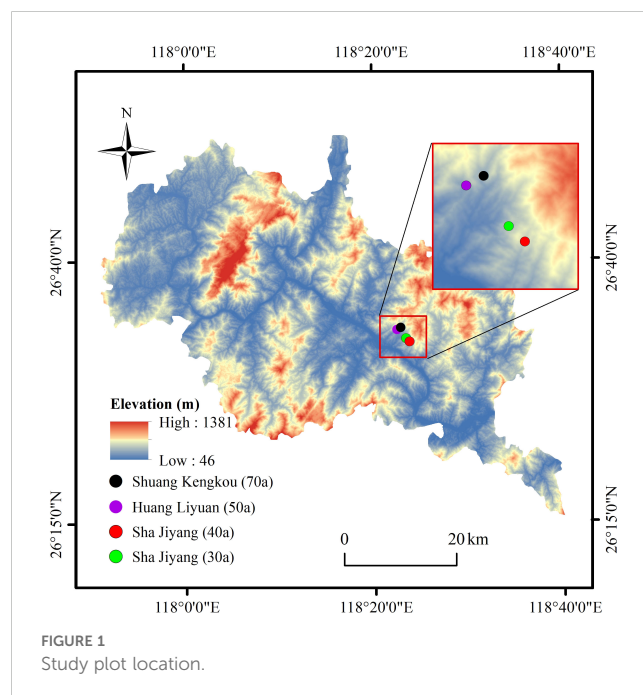 118°0'0"E 118°20'0"E 118°40'0"E
N
26°40'0"N 26°40'0"N
Elevation (m)
High : 1381
Low : 46
Shuang Kengkou (70a)
Huang Liyuan (50a)
Sha Jiyang (40a)
Sha Jiyang (30a)
0 20 km
26°15'0"N 26°15'0"N
118°0'0"E 118°20'0"E 118°40'0"E
FIGURE 1
Study plot location.